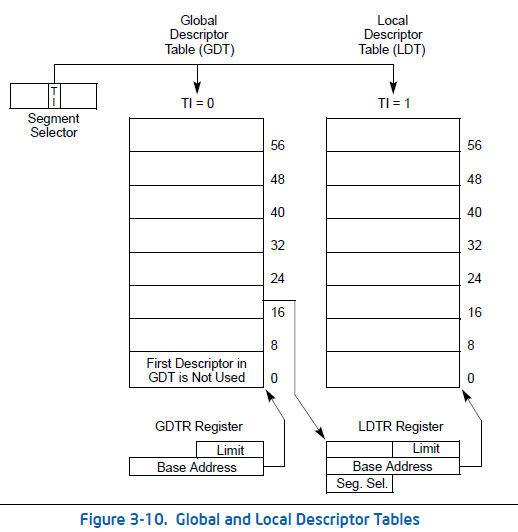 Global
Descriptor
Table (GDT)
Local
Descriptor
Table (LDT)
T
I
Segment
Selector
TI = 0
TI = 1
56
56
48
48
40
40
32
32
24
24
16
16
8
8
First Descriptor in
GDT is Not Used
0
0
GDTR Register
LDTR Register
Limit
Limit
Base Address
Base Address
Seg. Sel.
Figure 3-10. Global and Local Descriptor Tables